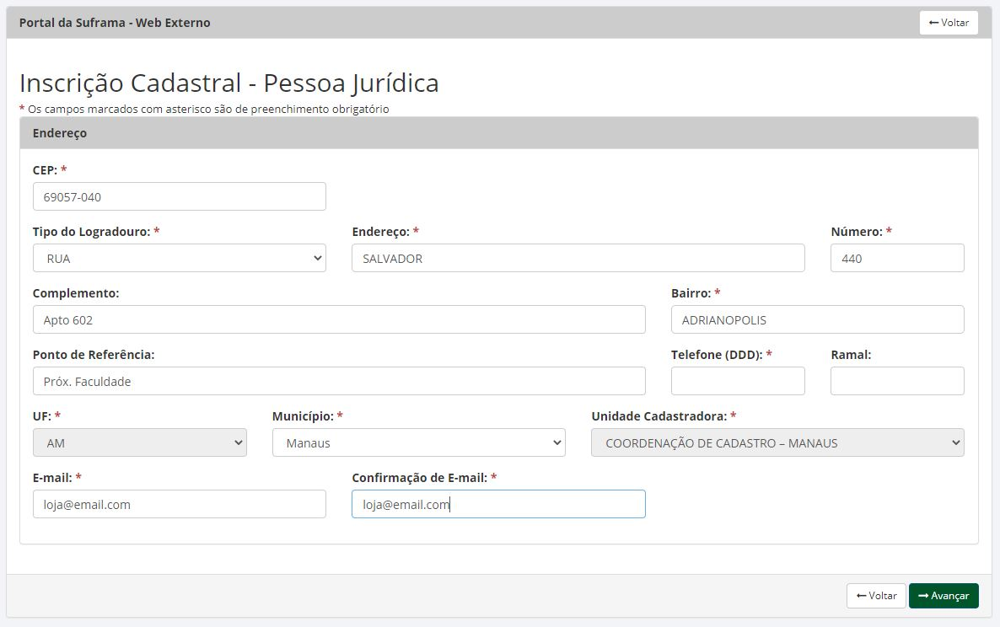 Portal da Suframa - Web Externo
Voltar
Inscrição Cadastral - Pessoa Jurídica
* Os campos marcados com asterisco são de preenchimento obrigatório
Endereço
CEP: *
69057-040
Tipo do Logradouro: * Endereço: * Número: *
RUA SALVADOR 440
Complemento: Bairro: *
Apto 602 ADRIANOPOLIS
Ponto de Referência: Telefone (DDD): * Ramal:
Próx. Faculdade
UF: * Município: * Unidade Cadastradora: *
AM Manaus COORDENAÇÃO DE CADASTRO – MANAUS
E-mail: * Confirmação de E-mail: *
loja@email.com loja@email.com
Voltar Avançar